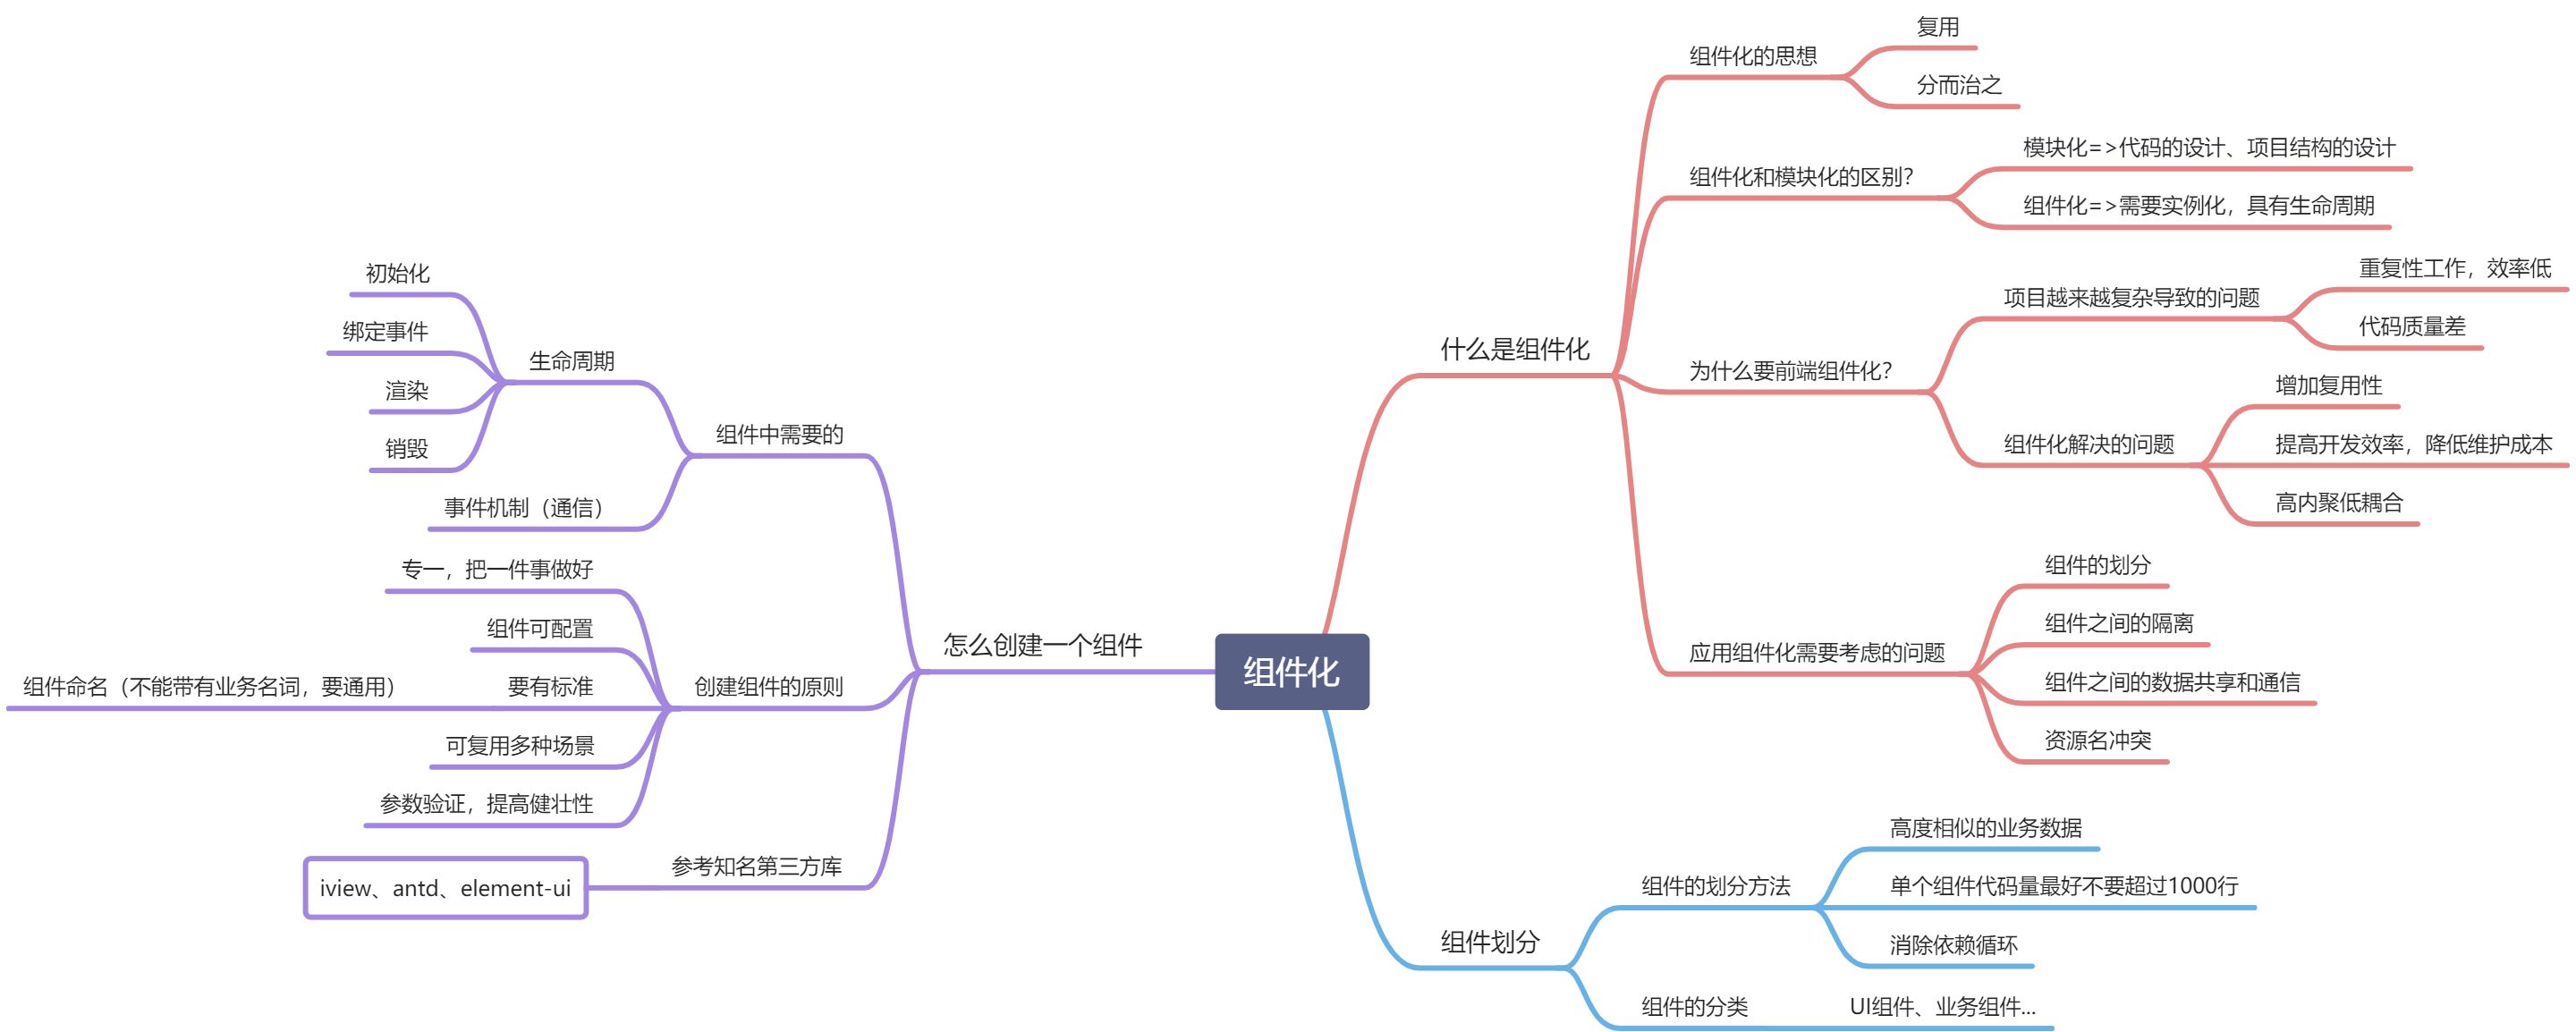 组件化
什么是组件化
组件化的思想
复用
分而治之
组件化和模块化的区别？
模块化=>代码的设计、项目结构的设计
组件化=>需要实例化，具有生命周期
为什么要前端组件化？
项目越来越复杂导致的问题
重复性工作，效率低
代码质量差
组件化解决的问题
增加复用性
提高开发效率，降低维护成本
高内聚低耦合
应用组件化需要考虑的问题
组件的划分
组件之间的隔离
组件之间的数据共享和通信
资源名冲突
组件划分
组件的划分方法
高度相似的业务数据
单个组件代码量最好不要超过1000行
消除依赖循环
组件的分类
UI组件、业务组件...
怎么创建一个组件
组件中需要的
生命周期
初始化
绑定事件
渲染
销毁
事件机制（通信）
创建组件的原则
专一，把一件事做好
组件可配置
要有标准
组件命名（不能带有业务名词，要通用）
可复用多种场景
参数验证，提高健壮性
参考知名第三方库
iview、antd、element-ui